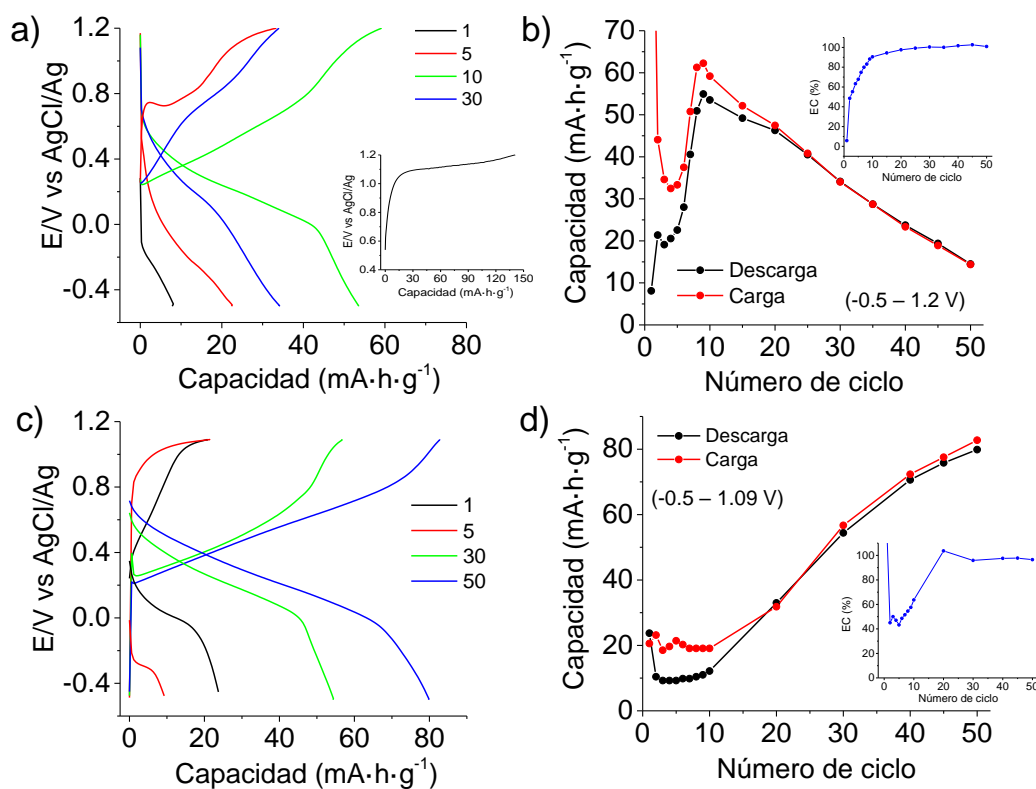 a)
1.2
0.8
0.4
0.0
-0.4
E/V vs AgCl/Ag
0 20 40 60 80
Capacidad (mA·h·g⁻¹)
1
5
10
30
1.2
1.0
0.8
0.6
0.4
E/V vs AgCl/Ag
0 30 60 90 120 150
Capacidad (mA·h·g⁻¹)
b)
70
60
50
40
30
20
10
0
Capacidad (mA·h·g⁻¹)
0 10 20 30 40 50
Número de ciclo
Descarga
Carga
(-0.5 – 1.2 V)
100
80
60
40
20
0
EC (%)
0 10 20 30 40 50
Número de ciclo
c)
1.2
0.8
0.4
0.0
-0.4
E/V vs AgCl/Ag
0 20 40 60 80
Capacidad (mA·h·g⁻¹)
1
5
30
50
d)
80
60
40
20
0
Capacidad (mA·h·g⁻¹)
0 10 20 30 40 50
Número de ciclo
Descarga
Carga
(-0.5 – 1.09 V)
100
80
60
40
20
0
EC (%)
0 10 20 30 40 50
Número de ciclo